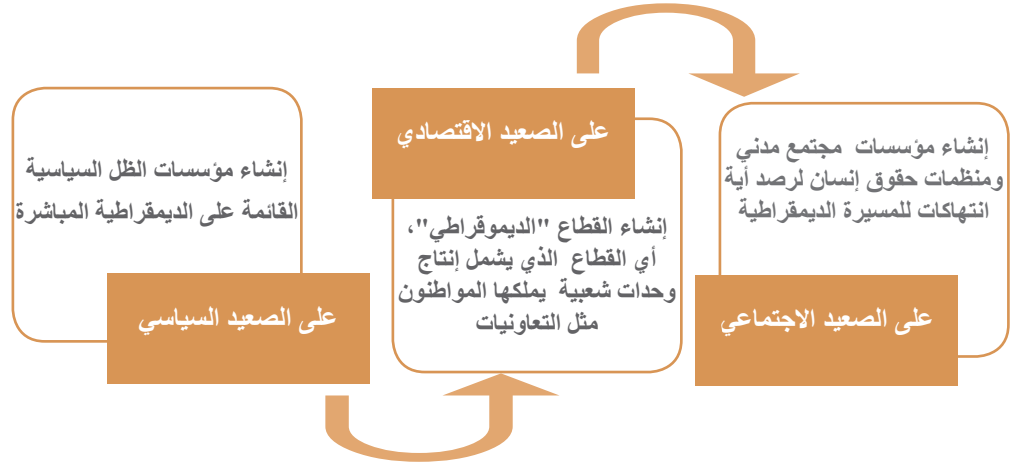 إنشاء مؤسسات الظل السياسية
القائمة على الديمقراطية المباشرة
على الصعيد السياسي
على الصعيد الاقتصادي
إنشاء القطاع "الديموقراطي"،
أي القطاع الذي يشمل إنتاج
وحدات شعبية يملكها المواطنون
مثل التعاونيات
إنشاء مؤسسات مجتمع مدني
ومنظمات حقوق إنسان لرصد أية
انتهاكات للمسيرة الديمقراطية
على الصعيد الاجتماعي